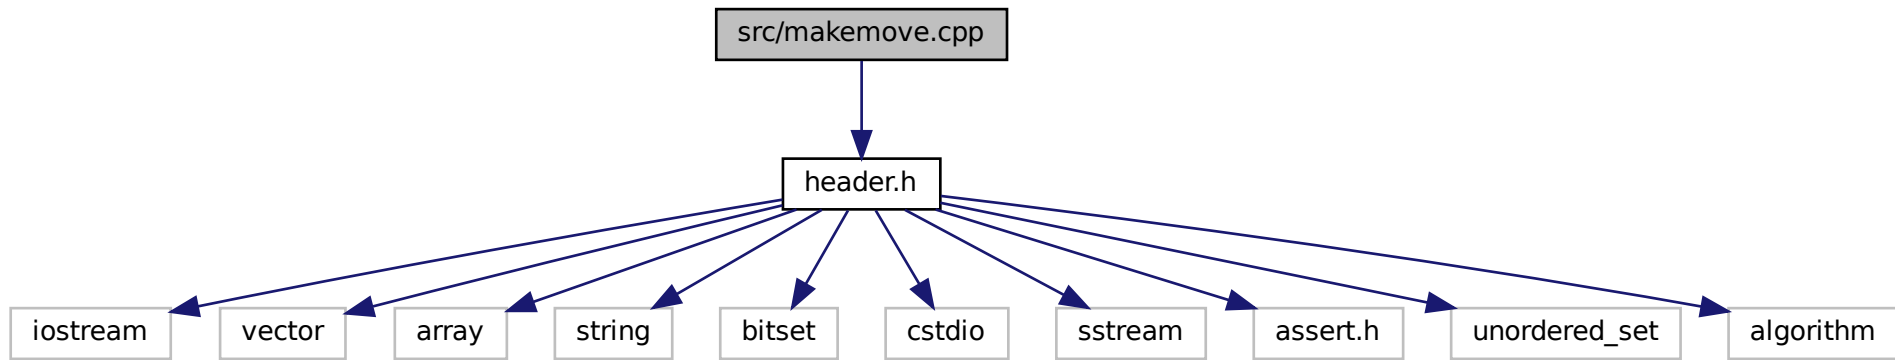 src/makemove.cpp
header.h
iostream
vector
array
string
bitset
cstdio
sstream
assert.h
unordered_set
algorithm